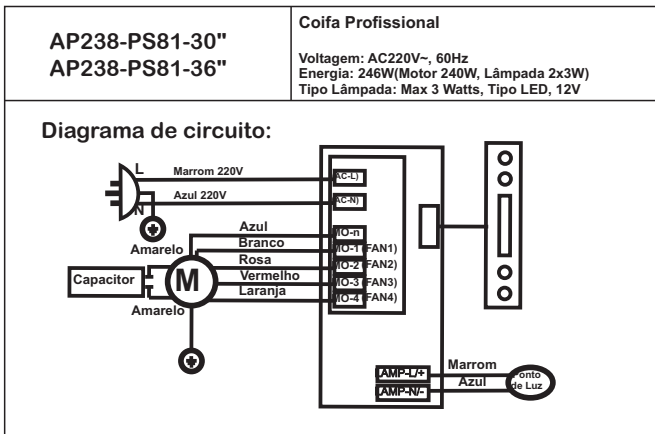 AP238-PS81-30"
AP238-PS81-36"
Coifa Profissional
Voltagem: AC220V~, 60Hz
Energia: 246W(Motor 240W, Lâmpada 2x3W)
Tipo Lâmpada: Max 3 Watts, Tipo LED, 12V
Diagrama de circuito:
L
Marrom 220V
AC-L)
N
Azul 220V
AC-N)
Amarelo
Azul
MO-n
Branco
MO-1 (FAN1)
Rosa
MO-2 (FAN2)
Vermelho
MO-3 (FAN3)
Laranja
MO-4 (FAN4)
Capacitor
M
Amarelo
LAMP-L/+
Marrom
LAMP-N/-
Azul
Ponto
de Luz